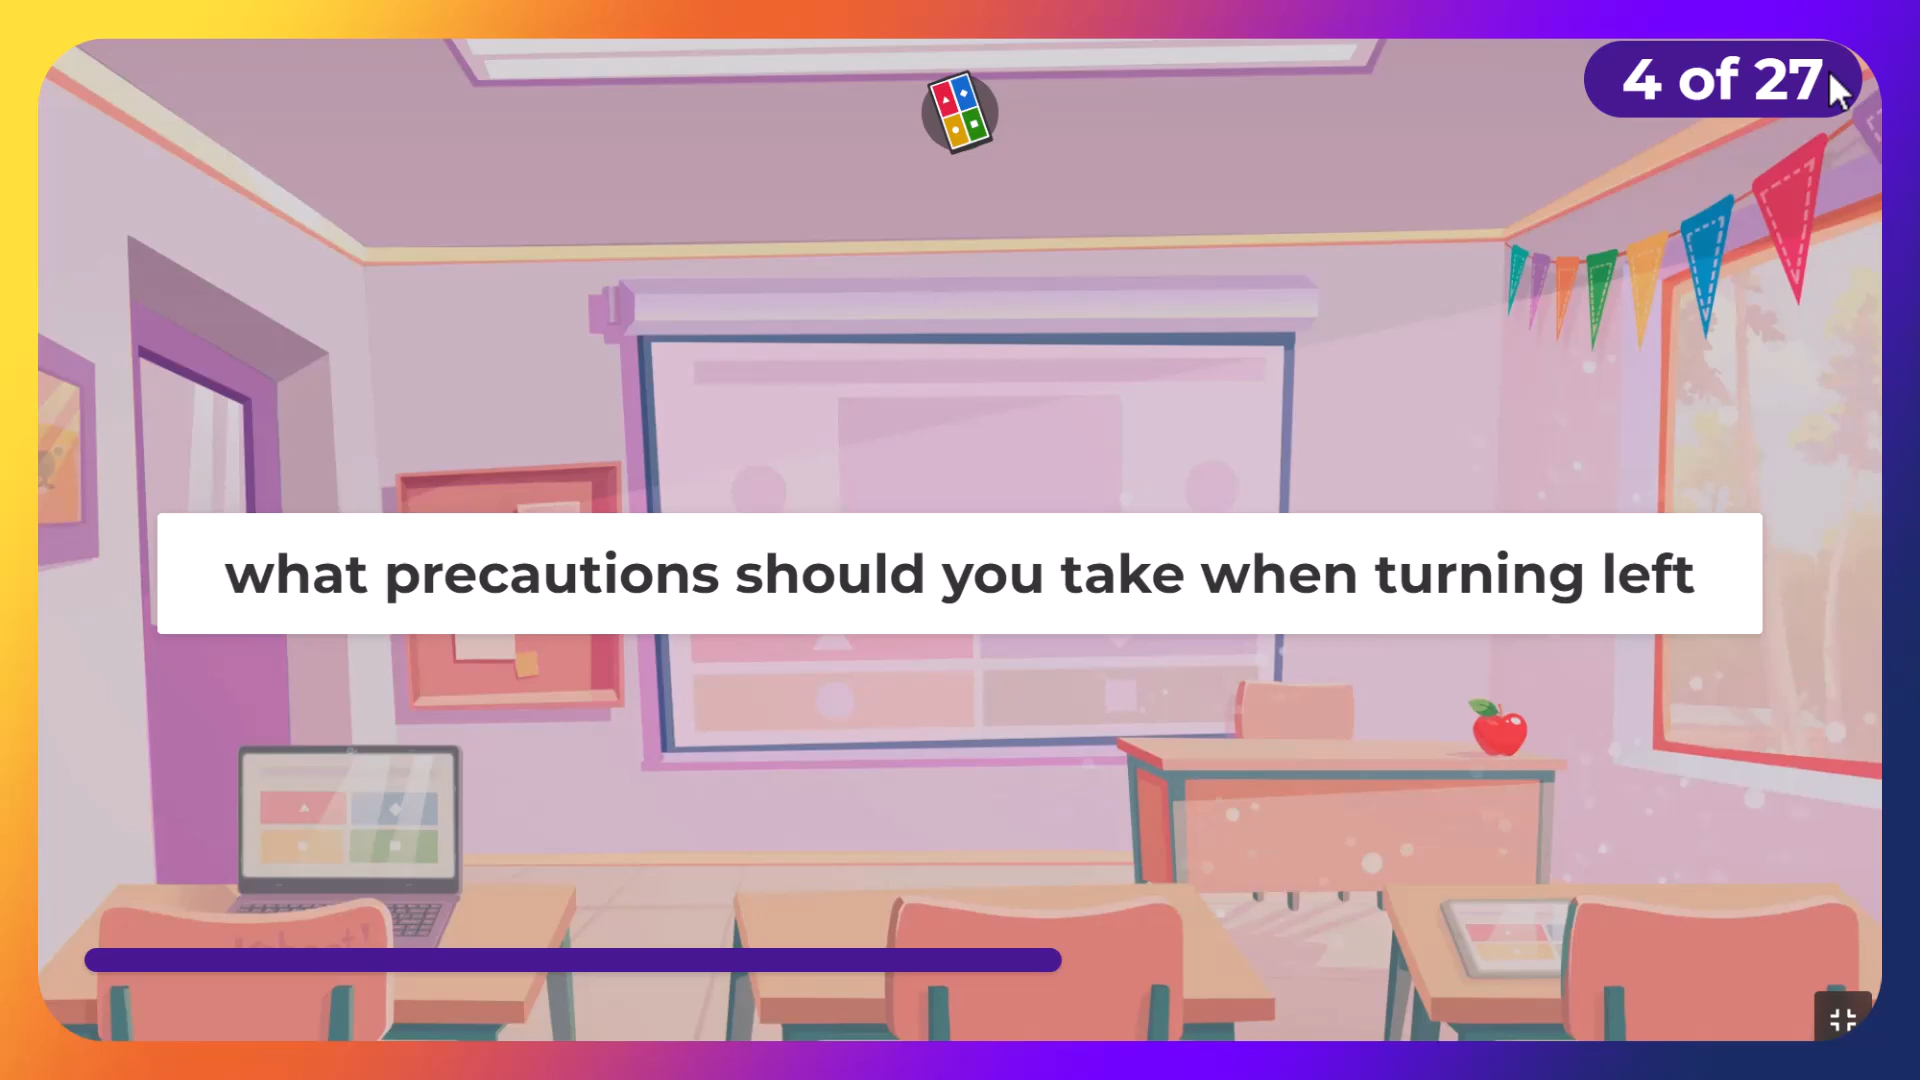 4 of 27
what precautions should you take when turning left